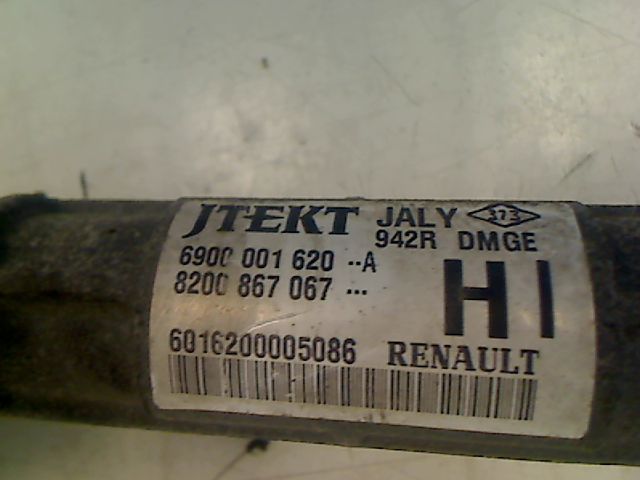 JTEKT JALY 373
942R DMGE
6900 001 620 --A
8200 867 067 ---
HI
6016200005086 RENAULT